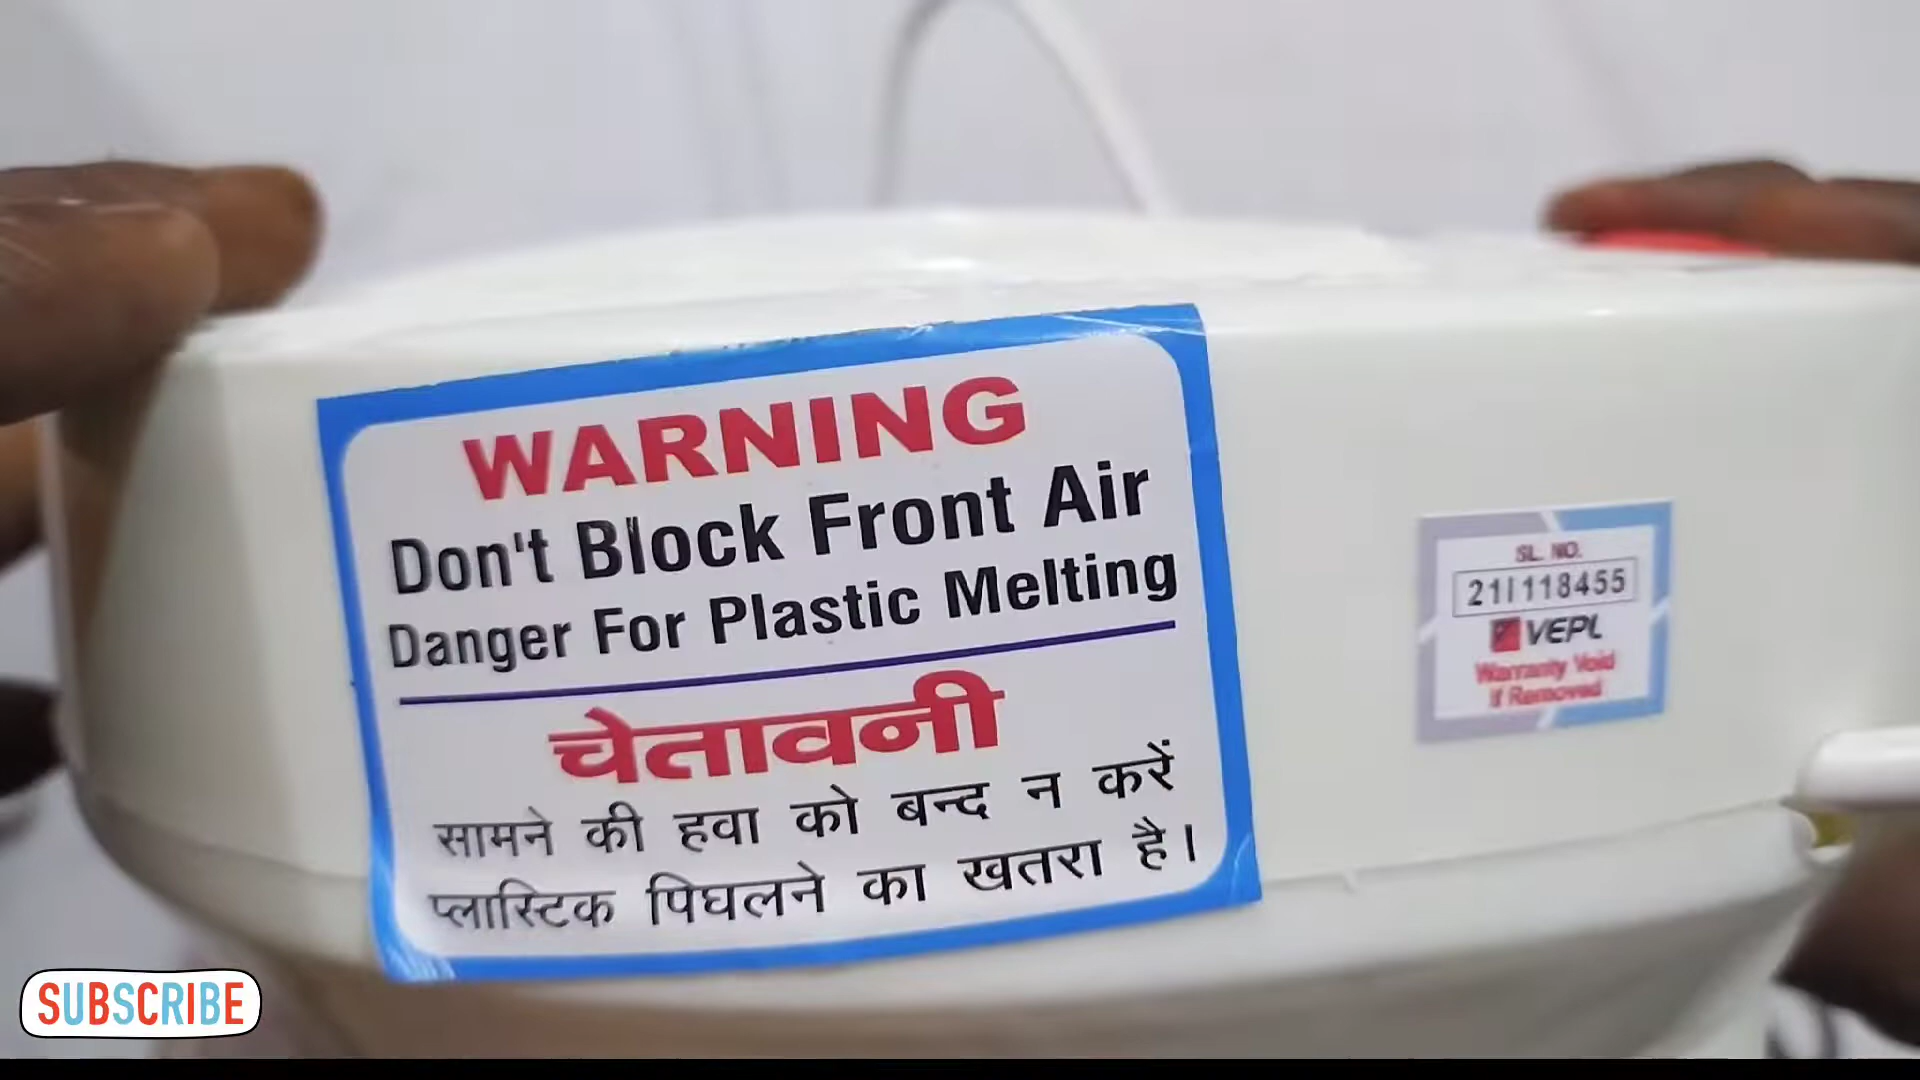 WARNING
Don't Block Front Air
Danger For Plastic Melting
चेतावनी
सामने की हवा को बन्द न करें
प्लास्टिक पिघलने का खतरा है।
SL. NO.
21I118455
VEPL
Warranty Void
If Removed
SUBSCRIBE